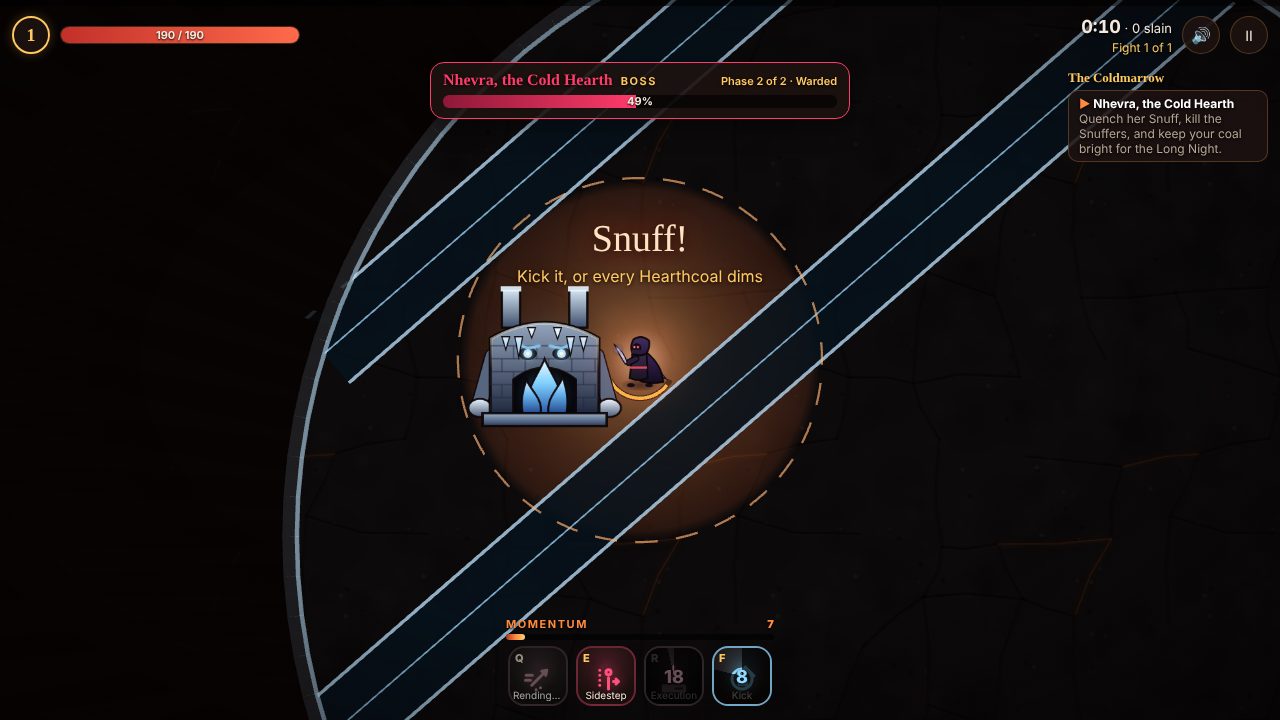 1
190 / 190
0:10 · 0 slain
Fight 1 of 1
Nhevra, the Cold Hearth BOSS Phase 2 of 2 · Warded
49%
The Coldmarrow
Nhevra, the Cold Hearth
Quench her Snuff, kill the
Snuffers, and keep your coal
bright for the Long Night.
Snuff!
Kick it, or every Hearthcoal dims
MOMENTUM 7
Q E R F
18 8
Rending... Sidestep Execution Kick